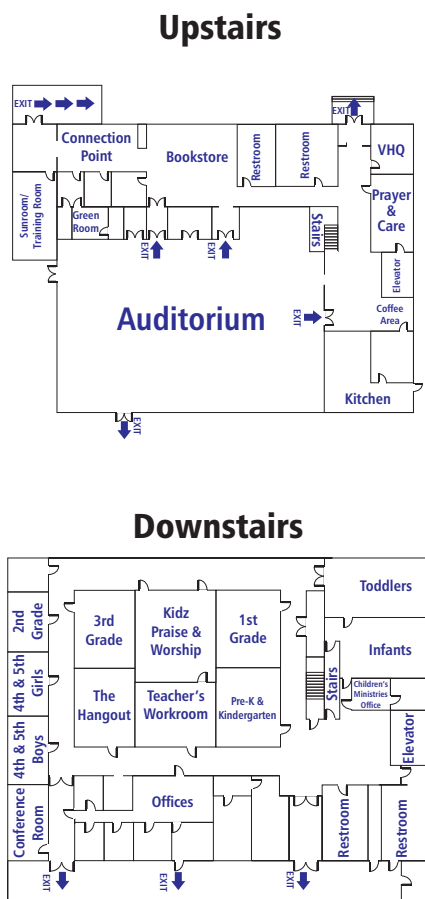 Upstairs
EXIT
EXIT
Connection
Point
Bookstore
Restroom
Restroom
VHQ
Sunroom/
Training Room
Green
Room
Prayer
&
Care
Stairs
EXIT
EXIT
Elevator
Auditorium
EXIT
Coffee
Area
Kitchen
EXIT
Downstairs
Toddlers
2nd
Grade
3rd
Grade
Kidz
Praise &
Worship
1st
Grade
Infants
4th & 5th
Girls
Stairs
Children's
Ministries
Office
The
Hangout
Teacher's
Workroom
Pre-K &
Kindergarten
4th & 5th
Boys
Elevator
Conference
Room
Offices
Restroom
Restroom
EXIT
EXIT
EXIT